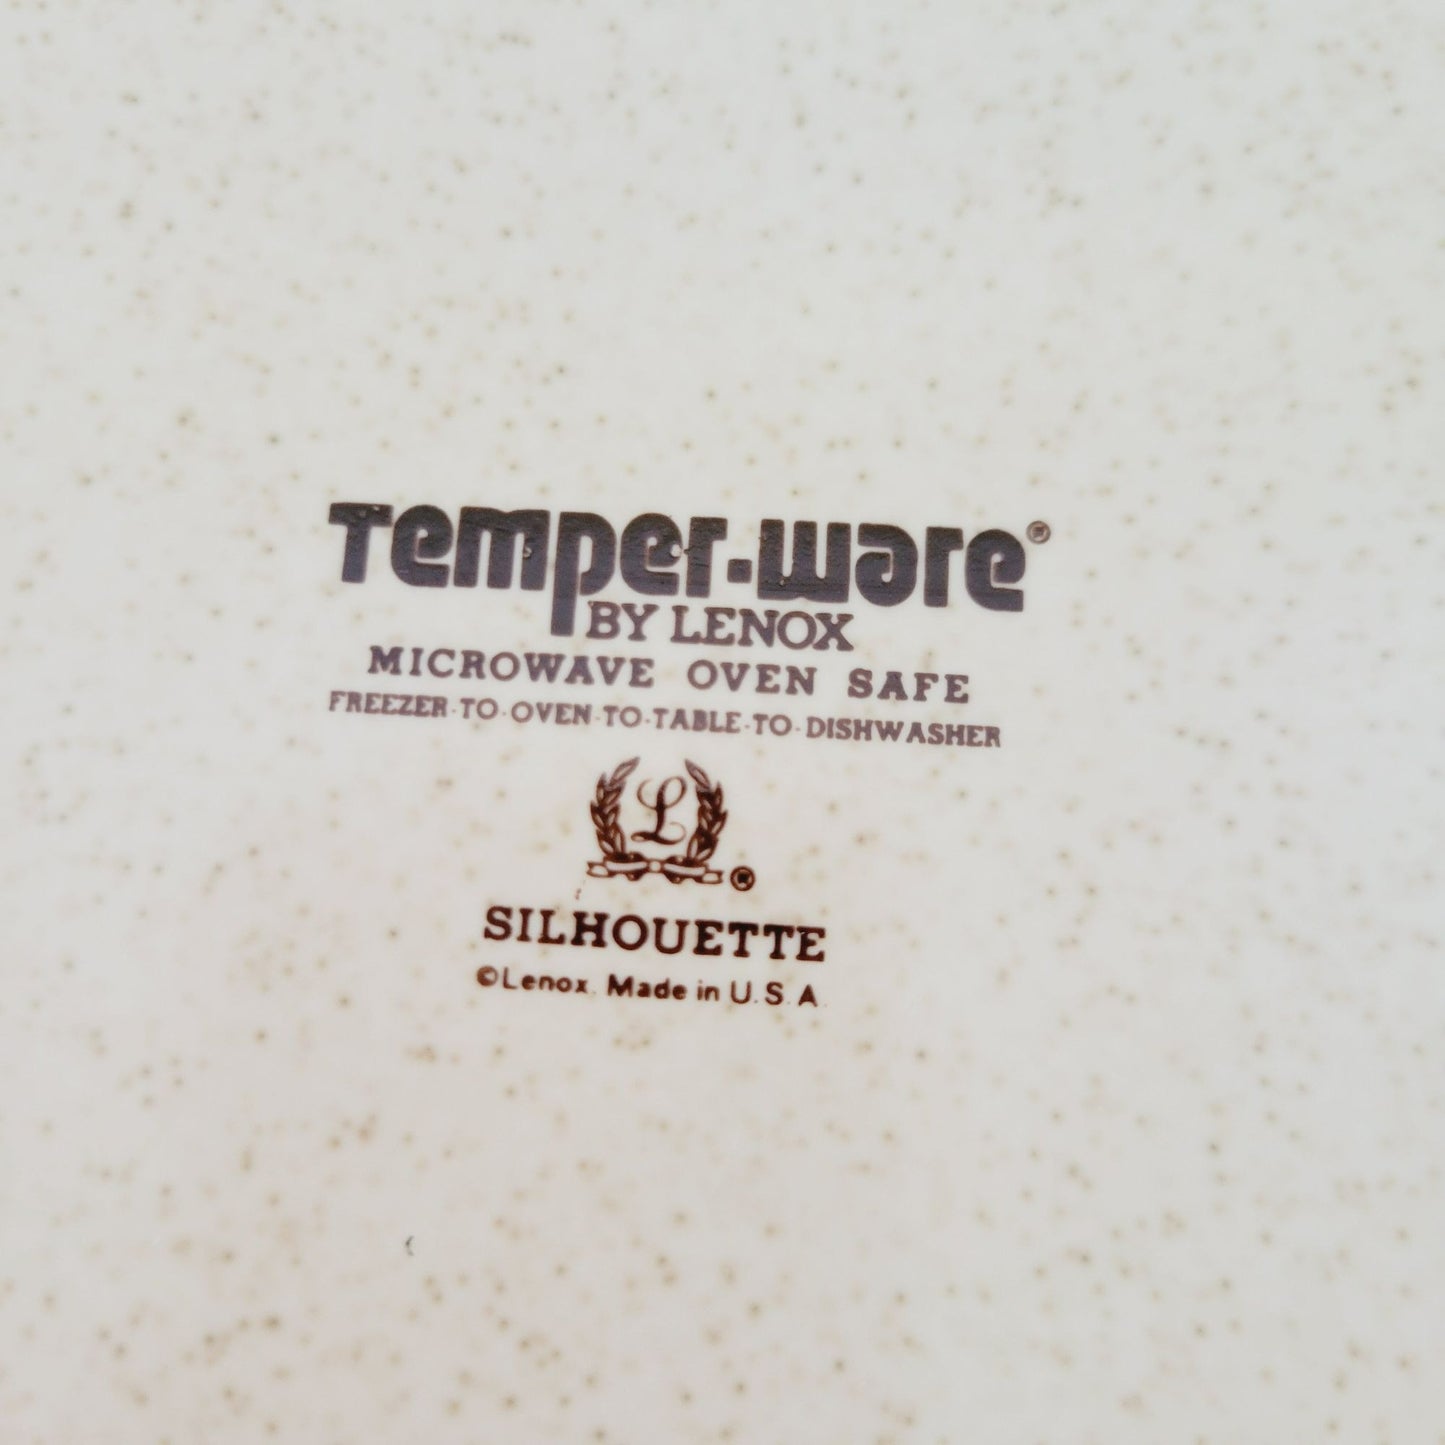 Temper-ware®
BY LENOX
MICROWAVE OVEN SAFE
FREEZER-TO-OVEN-TO-TABLE-TO-DISHWASHER
L®
SILHOUETTE
©Lenox. Made in U.S.A.